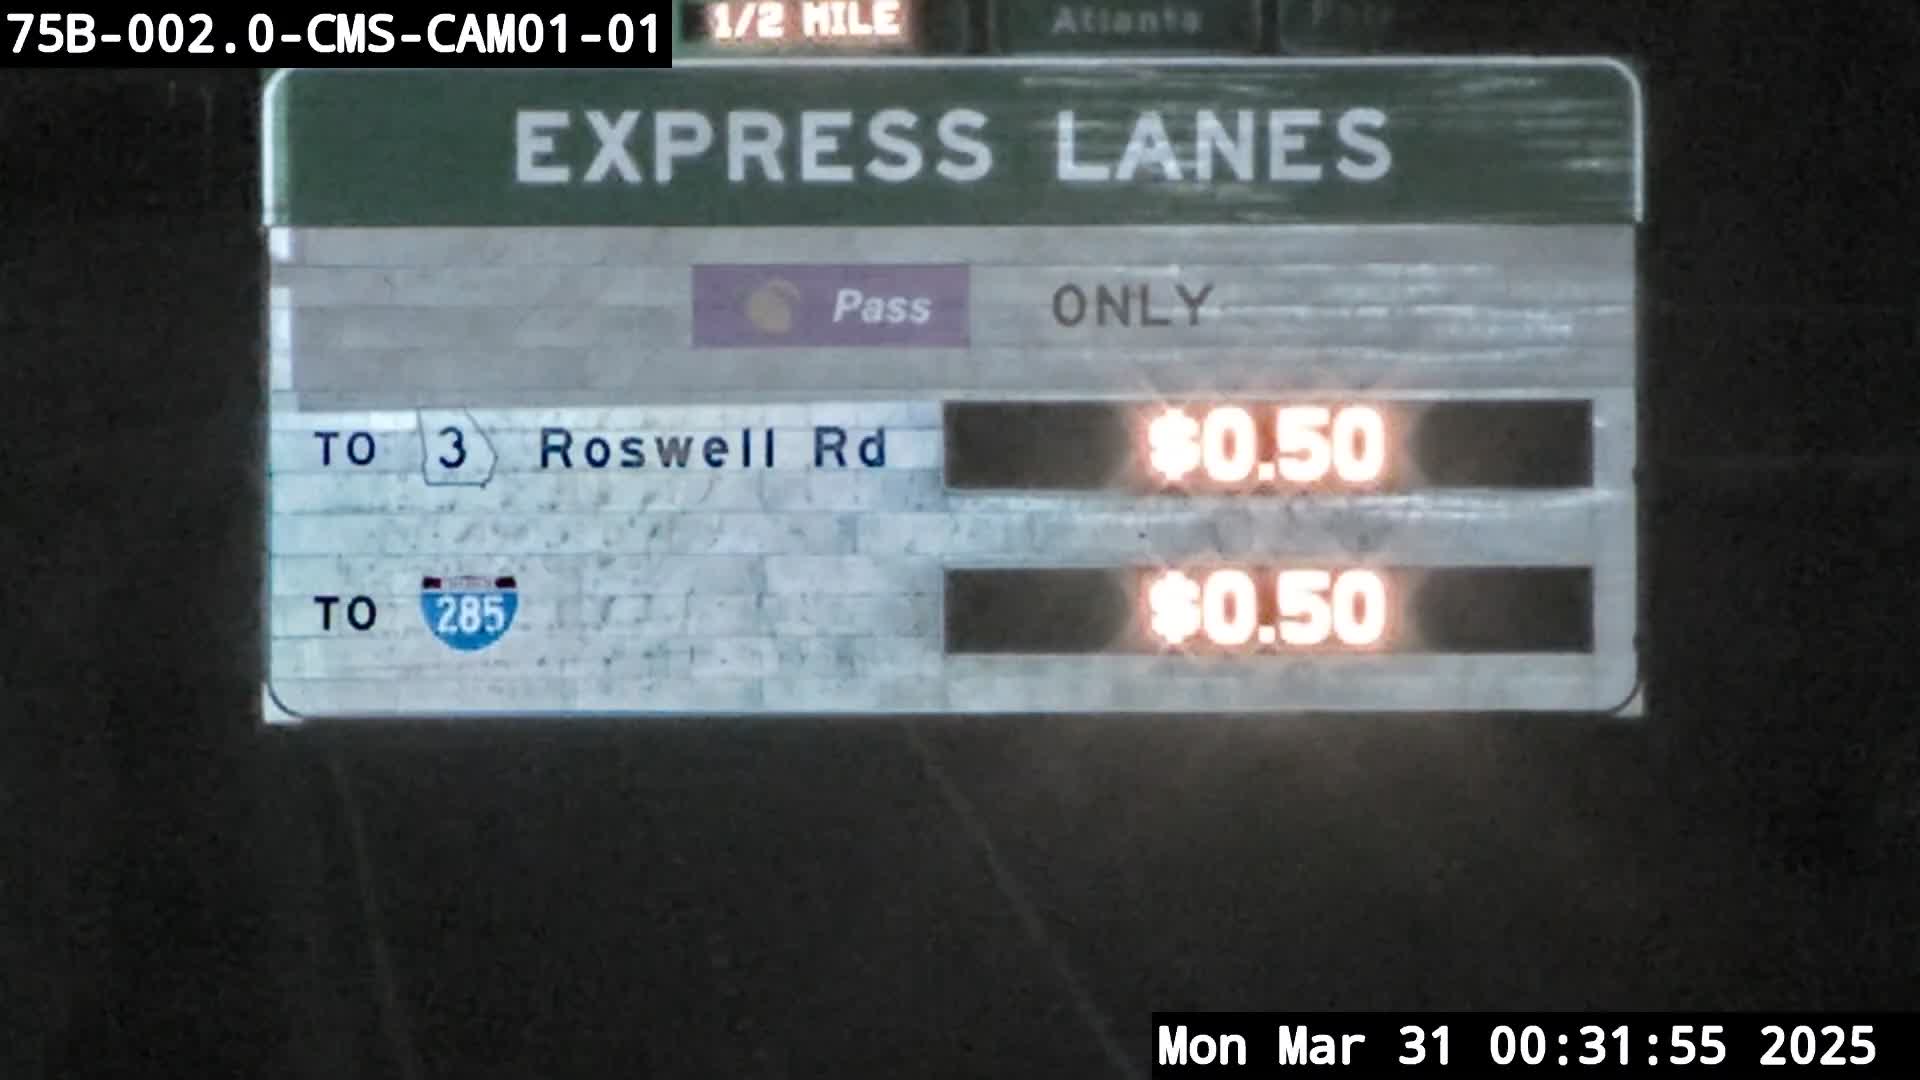 75B-002.0-CMS-CAM01-01
1/2 MILE
Atlanta
EXPRESS LANES
Pass ONLY
TO 3 Roswell Rd $0.50
TO 285 $0.50
Mon Mar 31 00:31:55 2025